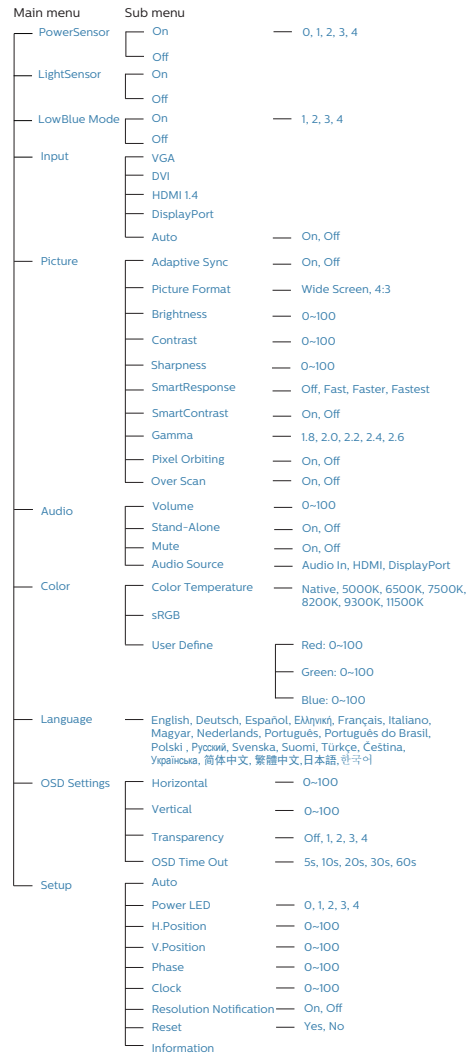 Main menu Sub menu
PowerSensor On 0, 1, 2, 3, 4
Off
LightSensor On
Off
LowBlue Mode On 1, 2, 3, 4
Off
Input VGA
DVI
HDMI 1.4
DisplayPort
Auto On, Off
Picture Adaptive Sync On, Off
Picture Format Wide Screen, 4:3
Brightness 0~100
Contrast 0~100
Sharpness 0~100
SmartResponse Off, Fast, Faster, Fastest
SmartContrast On, Off
Gamma 1.8, 2.0, 2.2, 2.4, 2.6
Pixel Orbiting On, Off
Over Scan On, Off
Audio Volume 0~100
Stand-Alone On, Off
Mute On, Off
Audio Source Audio In, HDMI, DisplayPort
Color Color Temperature Native, 5000K, 6500K, 7500K,
8200K, 9300K, 11500K
sRGB
User Define Red: 0~100
Green: 0~100
Blue: 0~100
Language English, Deutsch, Español, Ελληνική, Français, Italiano,
Magyar, Nederlands, Português, Português do Brasil,
Polski , Русский, Svenska, Suomi, Türkçe, Čeština,
Українська, 简体中文, 繁體中文,日本語,한국어
OSD Settings Horizontal 0~100
Vertical 0~100
Transparency Off, 1, 2, 3, 4
OSD Time Out 5s, 10s, 20s, 30s, 60s
Setup Auto
Power LED 0, 1, 2, 3, 4
H.Position 0~100
V.Position 0~100
Phase 0~100
Clock 0~100
Resolution Notification On, Off
Reset Yes, No
Information